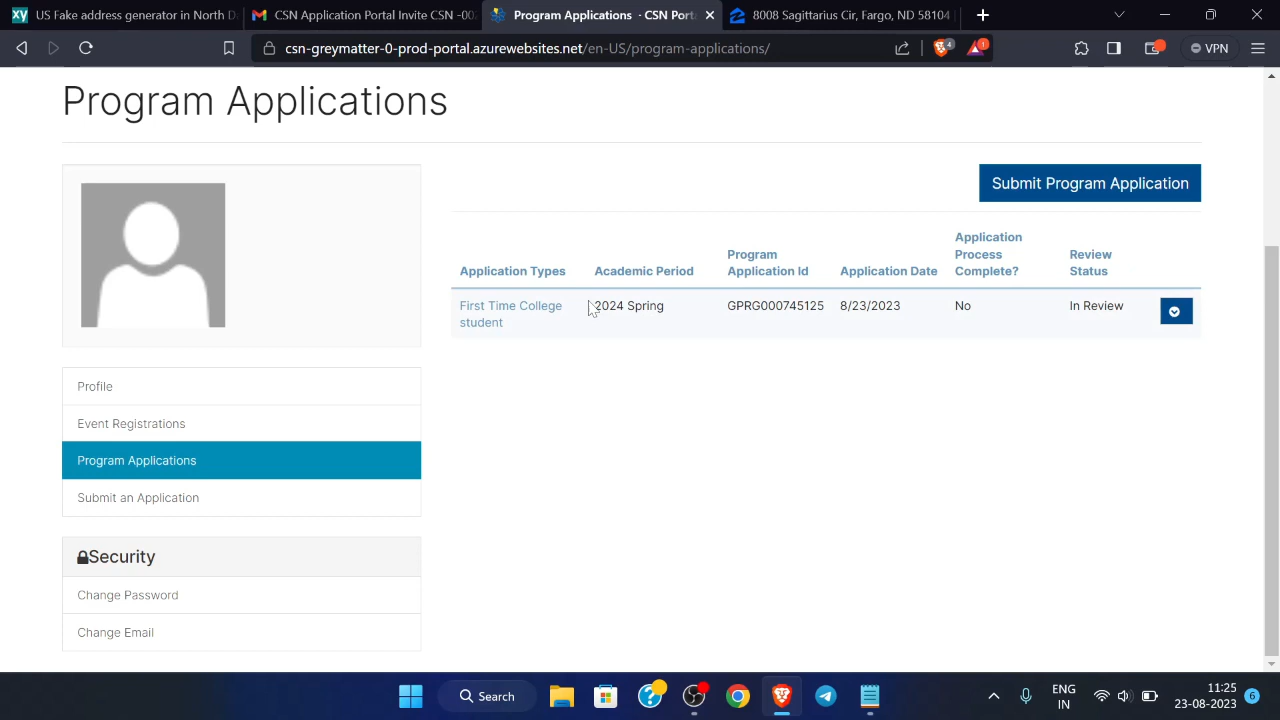 US Fake address generator in North D
CSN Application Portal Invite CSN -00
Program Applications - CSN Port
8008 Sagittarius Cir, Fargo, ND 58104
csn-greymatter-0-prod-portal.azurewebsites.net/en-US/program-applications/
4
1
VPN
Program Applications
Submit Program Application
Application Types
Academic Period
Program Application Id
Application Date
Application Process Complete?
Review Status
First Time College student
2024 Spring
GPRG000745125
8/23/2023
No
In Review
Profile
Event Registrations
Program Applications
Submit an Application
Security
Change Password
Change Email
Search
ENG
IN
11:25
23-08-2023
6